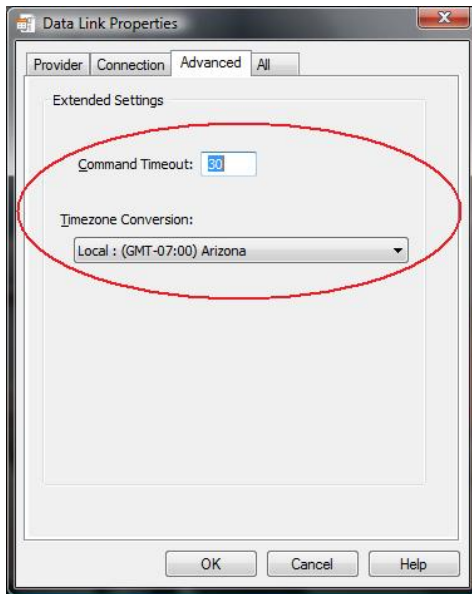 Data Link Properties
Provider Connection Advanced All
Extended Settings
Command Timeout: 30
Timezone Conversion:
Local : (GMT-07:00) Arizona
OK Cancel Help